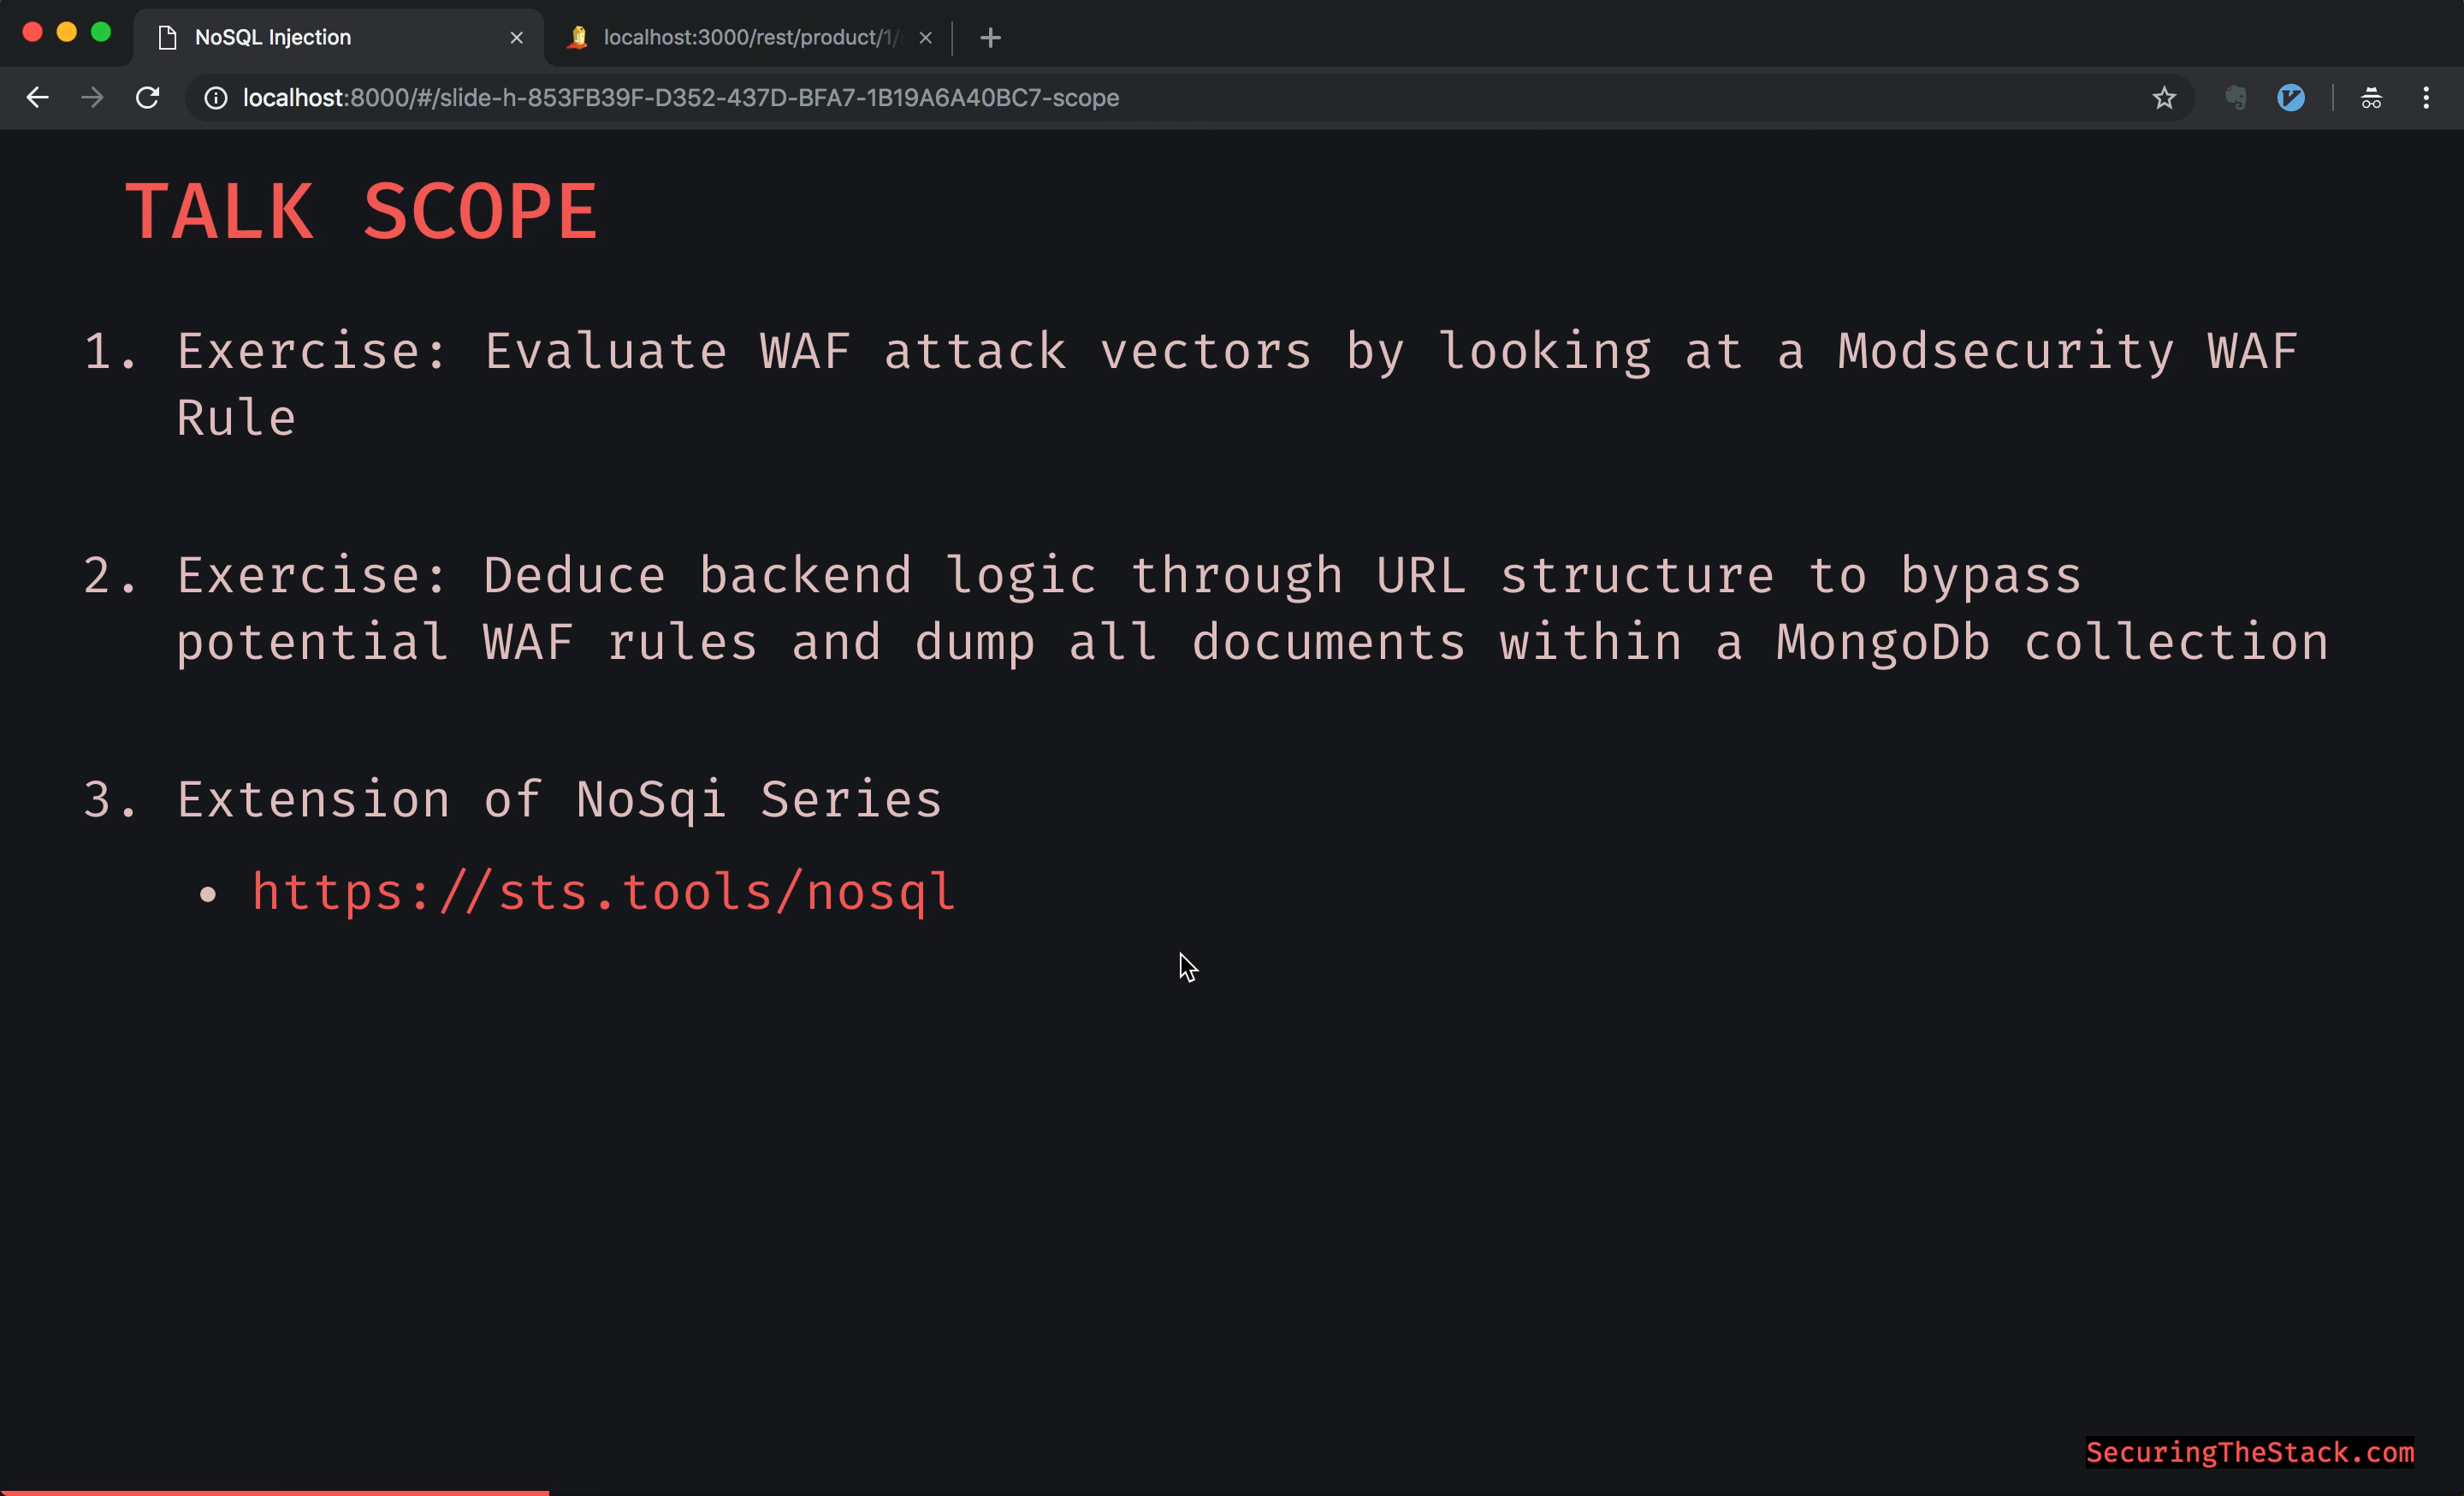 NoSQL Injection
localhost:3000/rest/product/1/
localhost:8000/#/slide-h-853FB39F-D352-437D-BFA7-1B19A6A40BC7-scope
TALK SCOPE
1. Exercise: Evaluate WAF attack vectors by looking at a Modsecurity WAF
Rule
2. Exercise: Deduce backend logic through URL structure to bypass
potential WAF rules and dump all documents within a MongoDb collection
3. Extension of NoSqi Series
• https://sts.tools/nosql
SecuringTheStack.com